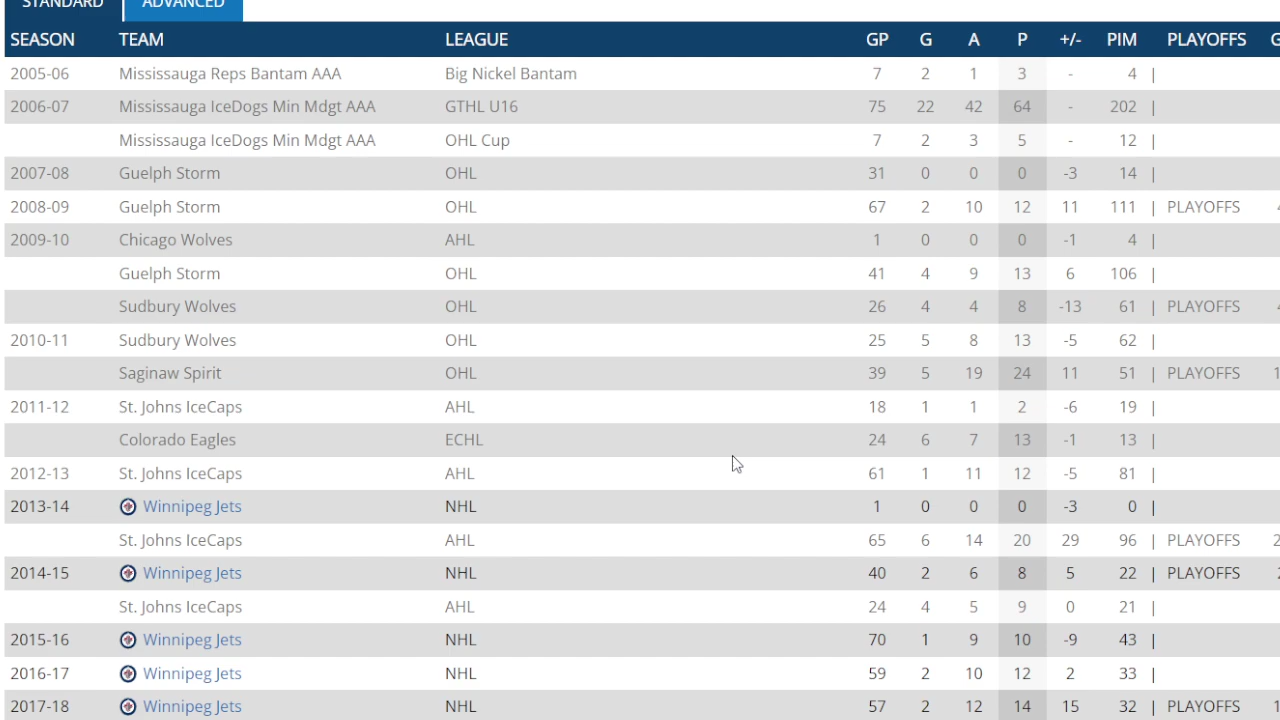 STANDARD ADVANCED
SEASON TEAM LEAGUE GP G A P +/- PIM PLAYOFFS G
2005-06 Mississauga Reps Bantam AAA Big Nickel Bantam 7 2 1 3 - 4 |
2006-07 Mississauga IceDogs Min Mdgt AAA GTHL U16 75 22 42 64 - 202 |
Mississauga IceDogs Min Mdgt AAA OHL Cup 7 2 3 5 - 12 |
2007-08 Guelph Storm OHL 31 0 0 0 -3 14 |
2008-09 Guelph Storm OHL 67 2 10 12 11 111 | PLAYOFFS 4
2009-10 Chicago Wolves AHL 1 0 0 0 -1 4 |
Guelph Storm OHL 41 4 9 13 6 106 |
Sudbury Wolves OHL 26 4 4 8 -13 61 | PLAYOFFS 4
2010-11 Sudbury Wolves OHL 25 5 8 13 -5 62 |
Saginaw Spirit OHL 39 5 19 24 11 51 | PLAYOFFS 1
2011-12 St. Johns IceCaps AHL 18 1 1 2 -6 19 |
Colorado Eagles ECHL 24 6 7 13 -1 13 |
2012-13 St. Johns IceCaps AHL 61 1 11 12 -5 81 |
2013-14 Winnipeg Jets NHL 1 0 0 0 -3 0 |
St. Johns IceCaps AHL 65 6 14 20 29 96 | PLAYOFFS 2
2014-15 Winnipeg Jets NHL 40 2 6 8 5 22 | PLAYOFFS
St. Johns IceCaps AHL 24 4 5 9 0 21 |
2015-16 Winnipeg Jets NHL 70 1 9 10 -9 43 |
2016-17 Winnipeg Jets NHL 59 2 10 12 2 33 |
2017-18 Winnipeg Jets NHL 57 2 12 14 15 32 | PLAYOFFS 1